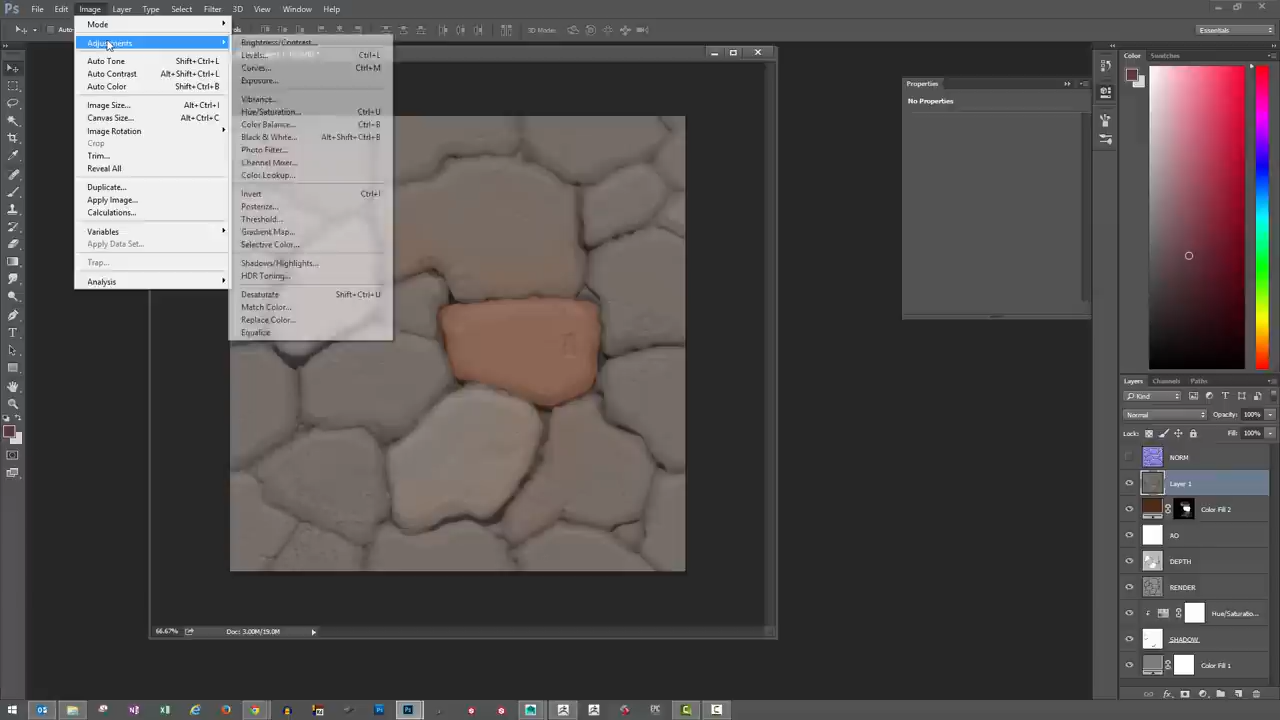 Ps File Edit Image Layer Type Select Filter 3D View Window Help
3D Mode: Essentials
Mode
Adjustments
Auto Tone Shift+Ctrl+L
Auto Contrast Alt+Shift+Ctrl+L
Auto Color Shift+Ctrl+B
Image Size... Alt+Ctrl+I
Canvas Size... Alt+Ctrl+C
Image Rotation
Crop
Trim...
Reveal All
Duplicate...
Apply Image...
Calculations...
Variables
Apply Data Set...
Trap...
Analysis
Brightness/Contrast...
Levels... Ctrl+L
Curves... Ctrl+M
Exposure...
Vibrance...
Hue/Saturation... Ctrl+U
Color Balance... Ctrl+B
Black & White... Alt+Shift+Ctrl+B
Photo Filter...
Channel Mixer...
Color Lookup...
Invert Ctrl+I
Posterize...
Threshold...
Gradient Map...
Selective Color...
Shadows/Highlights...
HDR Toning...
Desaturate Shift+Ctrl+U
Match Color...
Replace Color...
Equalize
66.67% Doc: 3.00M/19.0M
Properties
No Properties
Color Swatches
Layers Channels Paths
Kind
Normal Opacity: 100%
Lock: Fill: 100%
NORM
Layer 1
Color Fill 2
AO
DEPTH
RENDER
Hue/Saturatio...
SHADOW
Color Fill 1